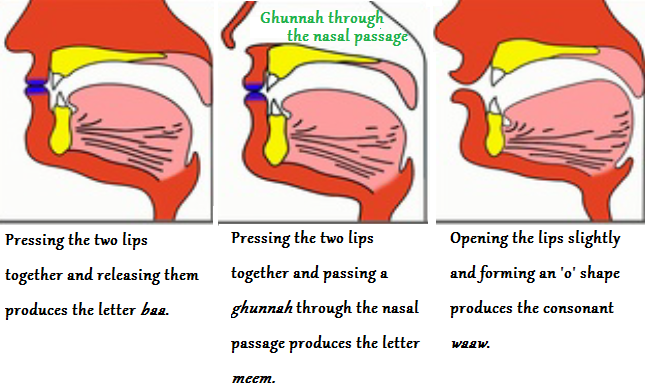 Ghunnah through
the nasal passage
Pressing the two lips
together and releasing them
produces the letter baa.
Pressing the two lips
together and passing a
ghunnah through the nasal
passage produces the letter
meem.
Opening the lips slightly
and forming an 'o' shape
produces the consonant
waaw.